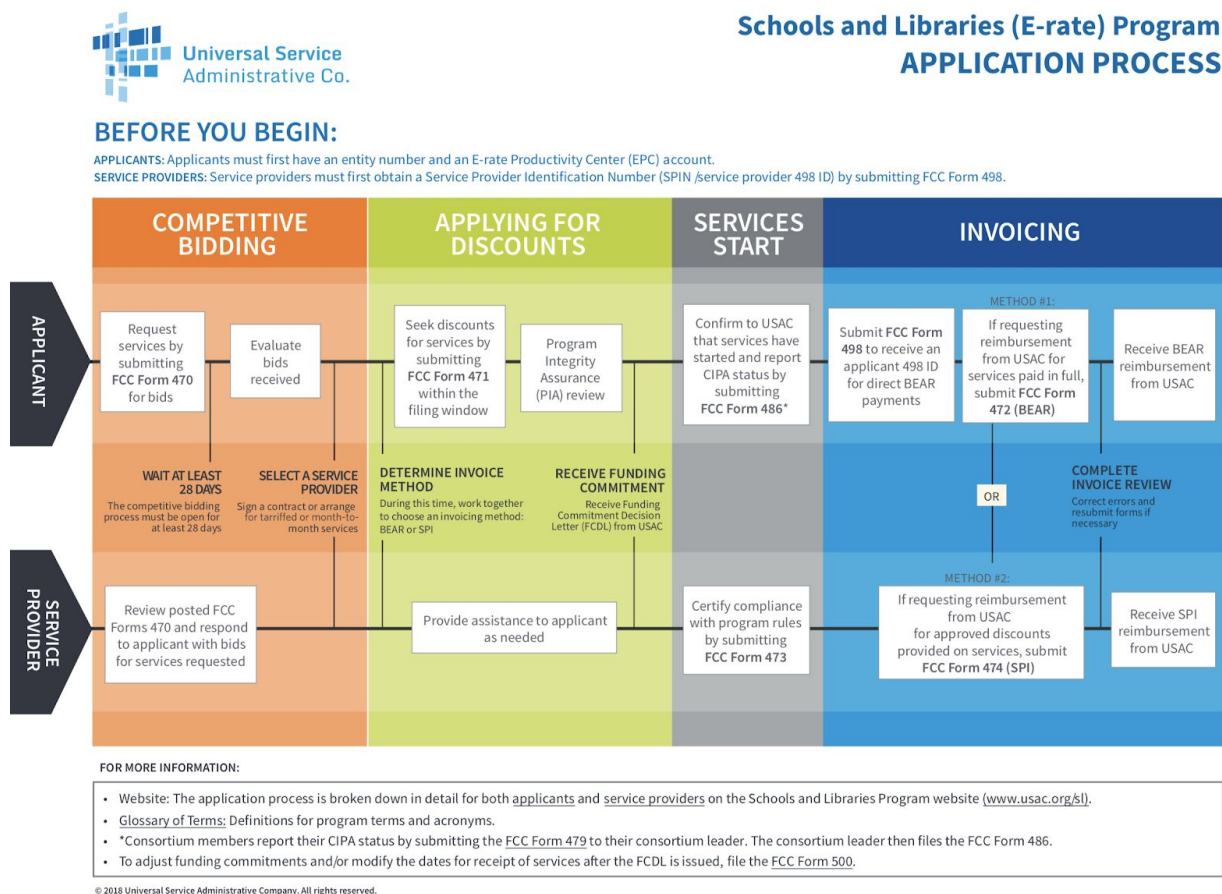 Universal Service
Administrative Co.
Schools and Libraries (E-rate) Program
APPLICATION PROCESS
BEFORE YOU BEGIN:
APPLICANTS: Applicants must first have an entity number and an E-rate Productivity Center (EPC) account.
SERVICE PROVIDERS: Service providers must first obtain a Service Provider Identification Number (SPIN /service provider 498 ID) by submitting FCC Form 498.
COMPETITIVE
BIDDING
APPLYING FOR
DISCOUNTS
SERVICES
START
INVOICING
APPLICANT
Request
services by
submitting
FCC Form 470
for bids
Evaluate
bids
received
Seek discounts
for services by
submitting
FCC Form 471
within the
filing window
Program
Integrity
Assurance
(PIA) review
Confirm to USAC
that services have
started and report
CIPA status by
submitting
FCC Form 486*
Submit FCC Form
498 to receive an
applicant 498 ID
for direct BEAR
payments
METHOD #1:
If requesting
reimbursement
from USAC for
services paid in full,
submit FCC Form
472 (BEAR)
Receive BEAR
reimbursement
from USAC
WAIT AT LEAST
28 DAYS
The competitive bidding
process must be open for
at least 28 days
SELECT A SERVICE
PROVIDER
Sign a contract or arrange
for tarriffed or month-to-
month services
DETERMINE INVOICE
METHOD
During this time, work together
to choose an invoicing method:
BEAR or SPI
RECEIVE FUNDING
COMMITMENT
Receive Funding
Commitment Decision
Letter (FCDL) from USAC
OR
COMPLETE
INVOICE REVIEW
Correct errors and
resubmit forms if
necessary
SERVICE
PROVIDER
Review posted FCC
Forms 470 and respond
to applicant with bids
for services requested
Provide assistance to applicant
as needed
Certify compliance
with program rules
by submitting
FCC Form 473
METHOD #2:
If requesting reimbursement
from USAC
for approved discounts
provided on services, submit
FCC Form 474 (SPI)
Receive SPI
reimbursement
from USAC
FOR MORE INFORMATION:
• Website: The application process is broken down in detail for both applicants and service providers on the Schools and Libraries Program website (www.usac.org/sl).
• Glossary of Terms: Definitions for program terms and acronyms.
• *Consortium members report their CIPA status by submitting the FCC Form 479 to their consortium leader. The consortium leader then files the FCC Form 486.
• To adjust funding commitments and/or modify the dates for receipt of services after the FCDL is issued, file the FCC Form 500.
© 2018 Universal Service Administrative Company. All rights reserved.